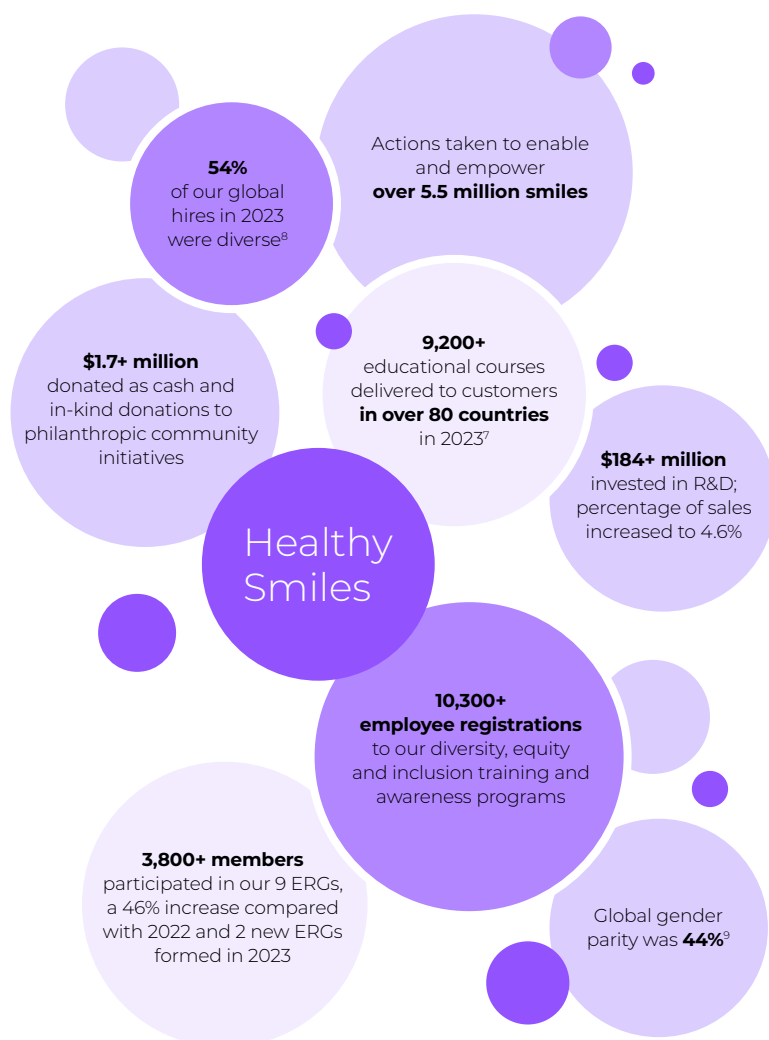 54%
of our global
hires in 2023
were diverse⁸
Actions taken to enable
and empower
over 5.5 million smiles
$1.7+ million
donated as cash and
in-kind donations to
philanthropic community
initiatives
9,200+
educational courses
delivered to customers
in over 80 countries
in 2023⁷
$184+ million
invested in R&D;
percentage of sales
increased to 4.6%
Healthy
Smiles
10,300+
employee registrations
to our diversity, equity
and inclusion training and
awareness programs
3,800+ members
participated in our 9 ERGs,
a 46% increase compared
with 2022 and 2 new ERGs
formed in 2023
Global gender
parity was 44%⁹